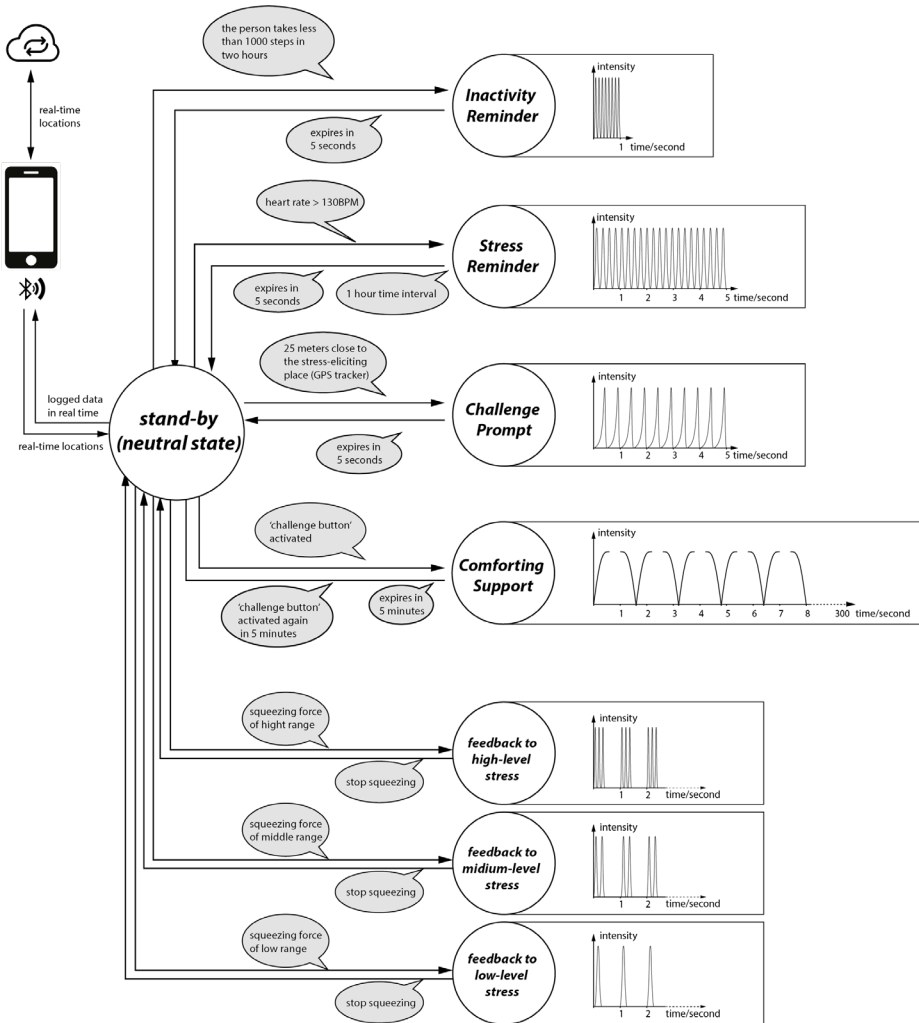 the person takes less
than 1000 steps in
two hours
real-time
locations
Inactivity
Reminder
intensity
1 time/second
expires in
5 seconds
heart rate > 130BPM
Stress
Reminder
intensity
1 2 3 4 5 time/second
expires in
5 seconds
1 hour time interval
25 meters close to
the stress-eliciting
place (GPS tracker)
logged data
in real time
real-time locations
stand-by
(neutral state)
Challenge
Prompt
intensity
1 2 3 4 5 time/second
expires in
5 seconds
'challenge button'
activated
Comforting
Support
intensity
1 2 3 4 5 6 7 8 300 time/second
'challenge button'
activated again
in 5 minutes
expires in
5 minutes
squeezing force
of hight range
stop squeezing
feedback to
high-level
stress
intensity
1 2 time/second
squeezing force
of middle range
stop squeezing
feedback to
midium-level
stress
intensity
1 2 time/second
squeezing force
of low range
stop squeezing
feedback to
low-level
stress
intensity
1 2 time/second